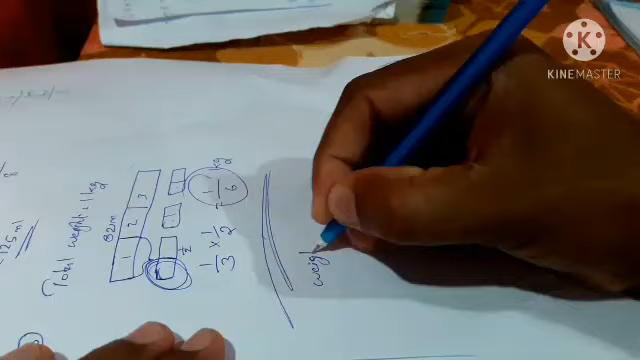 125ml
Total weight = 1 kg
82m
1 2 3
1/2
1/3 × 1/2 = 1/6 kg
weig
KINEMASTER